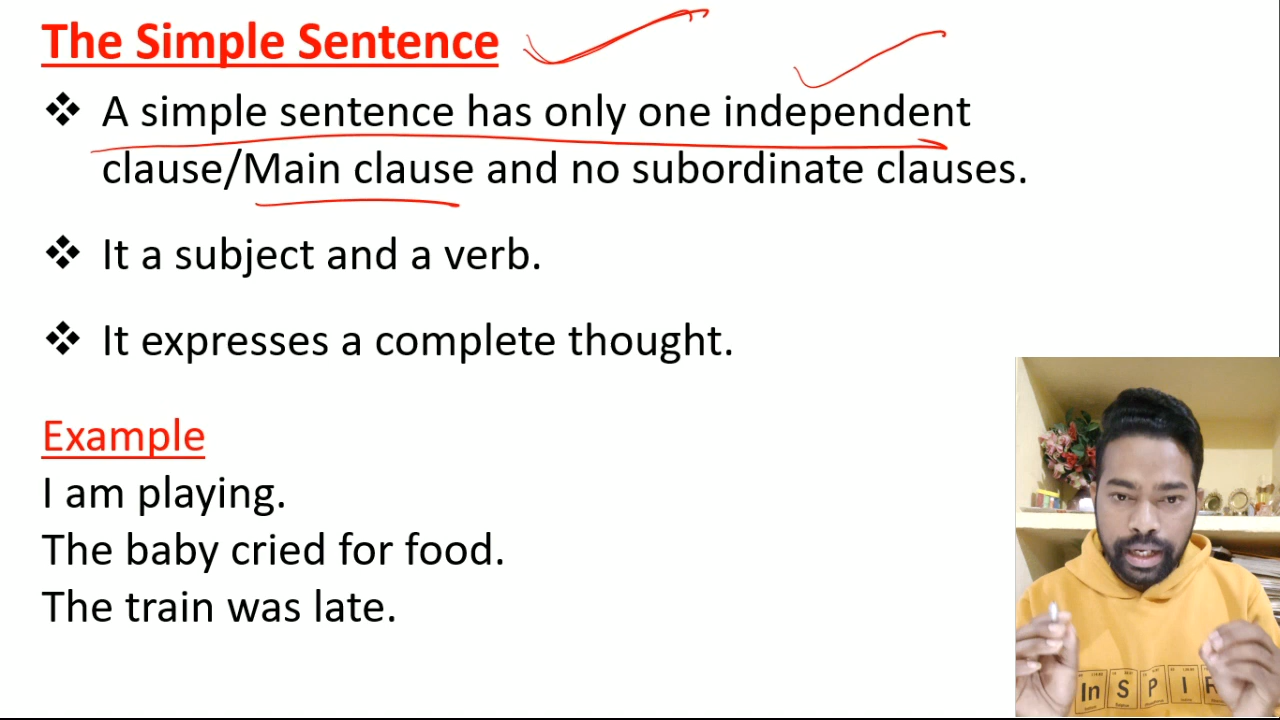 The Simple Sentence
❖ A simple sentence has only one independent
clause/Main clause and no subordinate clauses.
❖ It a subject and a verb.
❖ It expresses a complete thought.
Example
I am playing.
The baby cried for food.
The train was late.
In S P I R